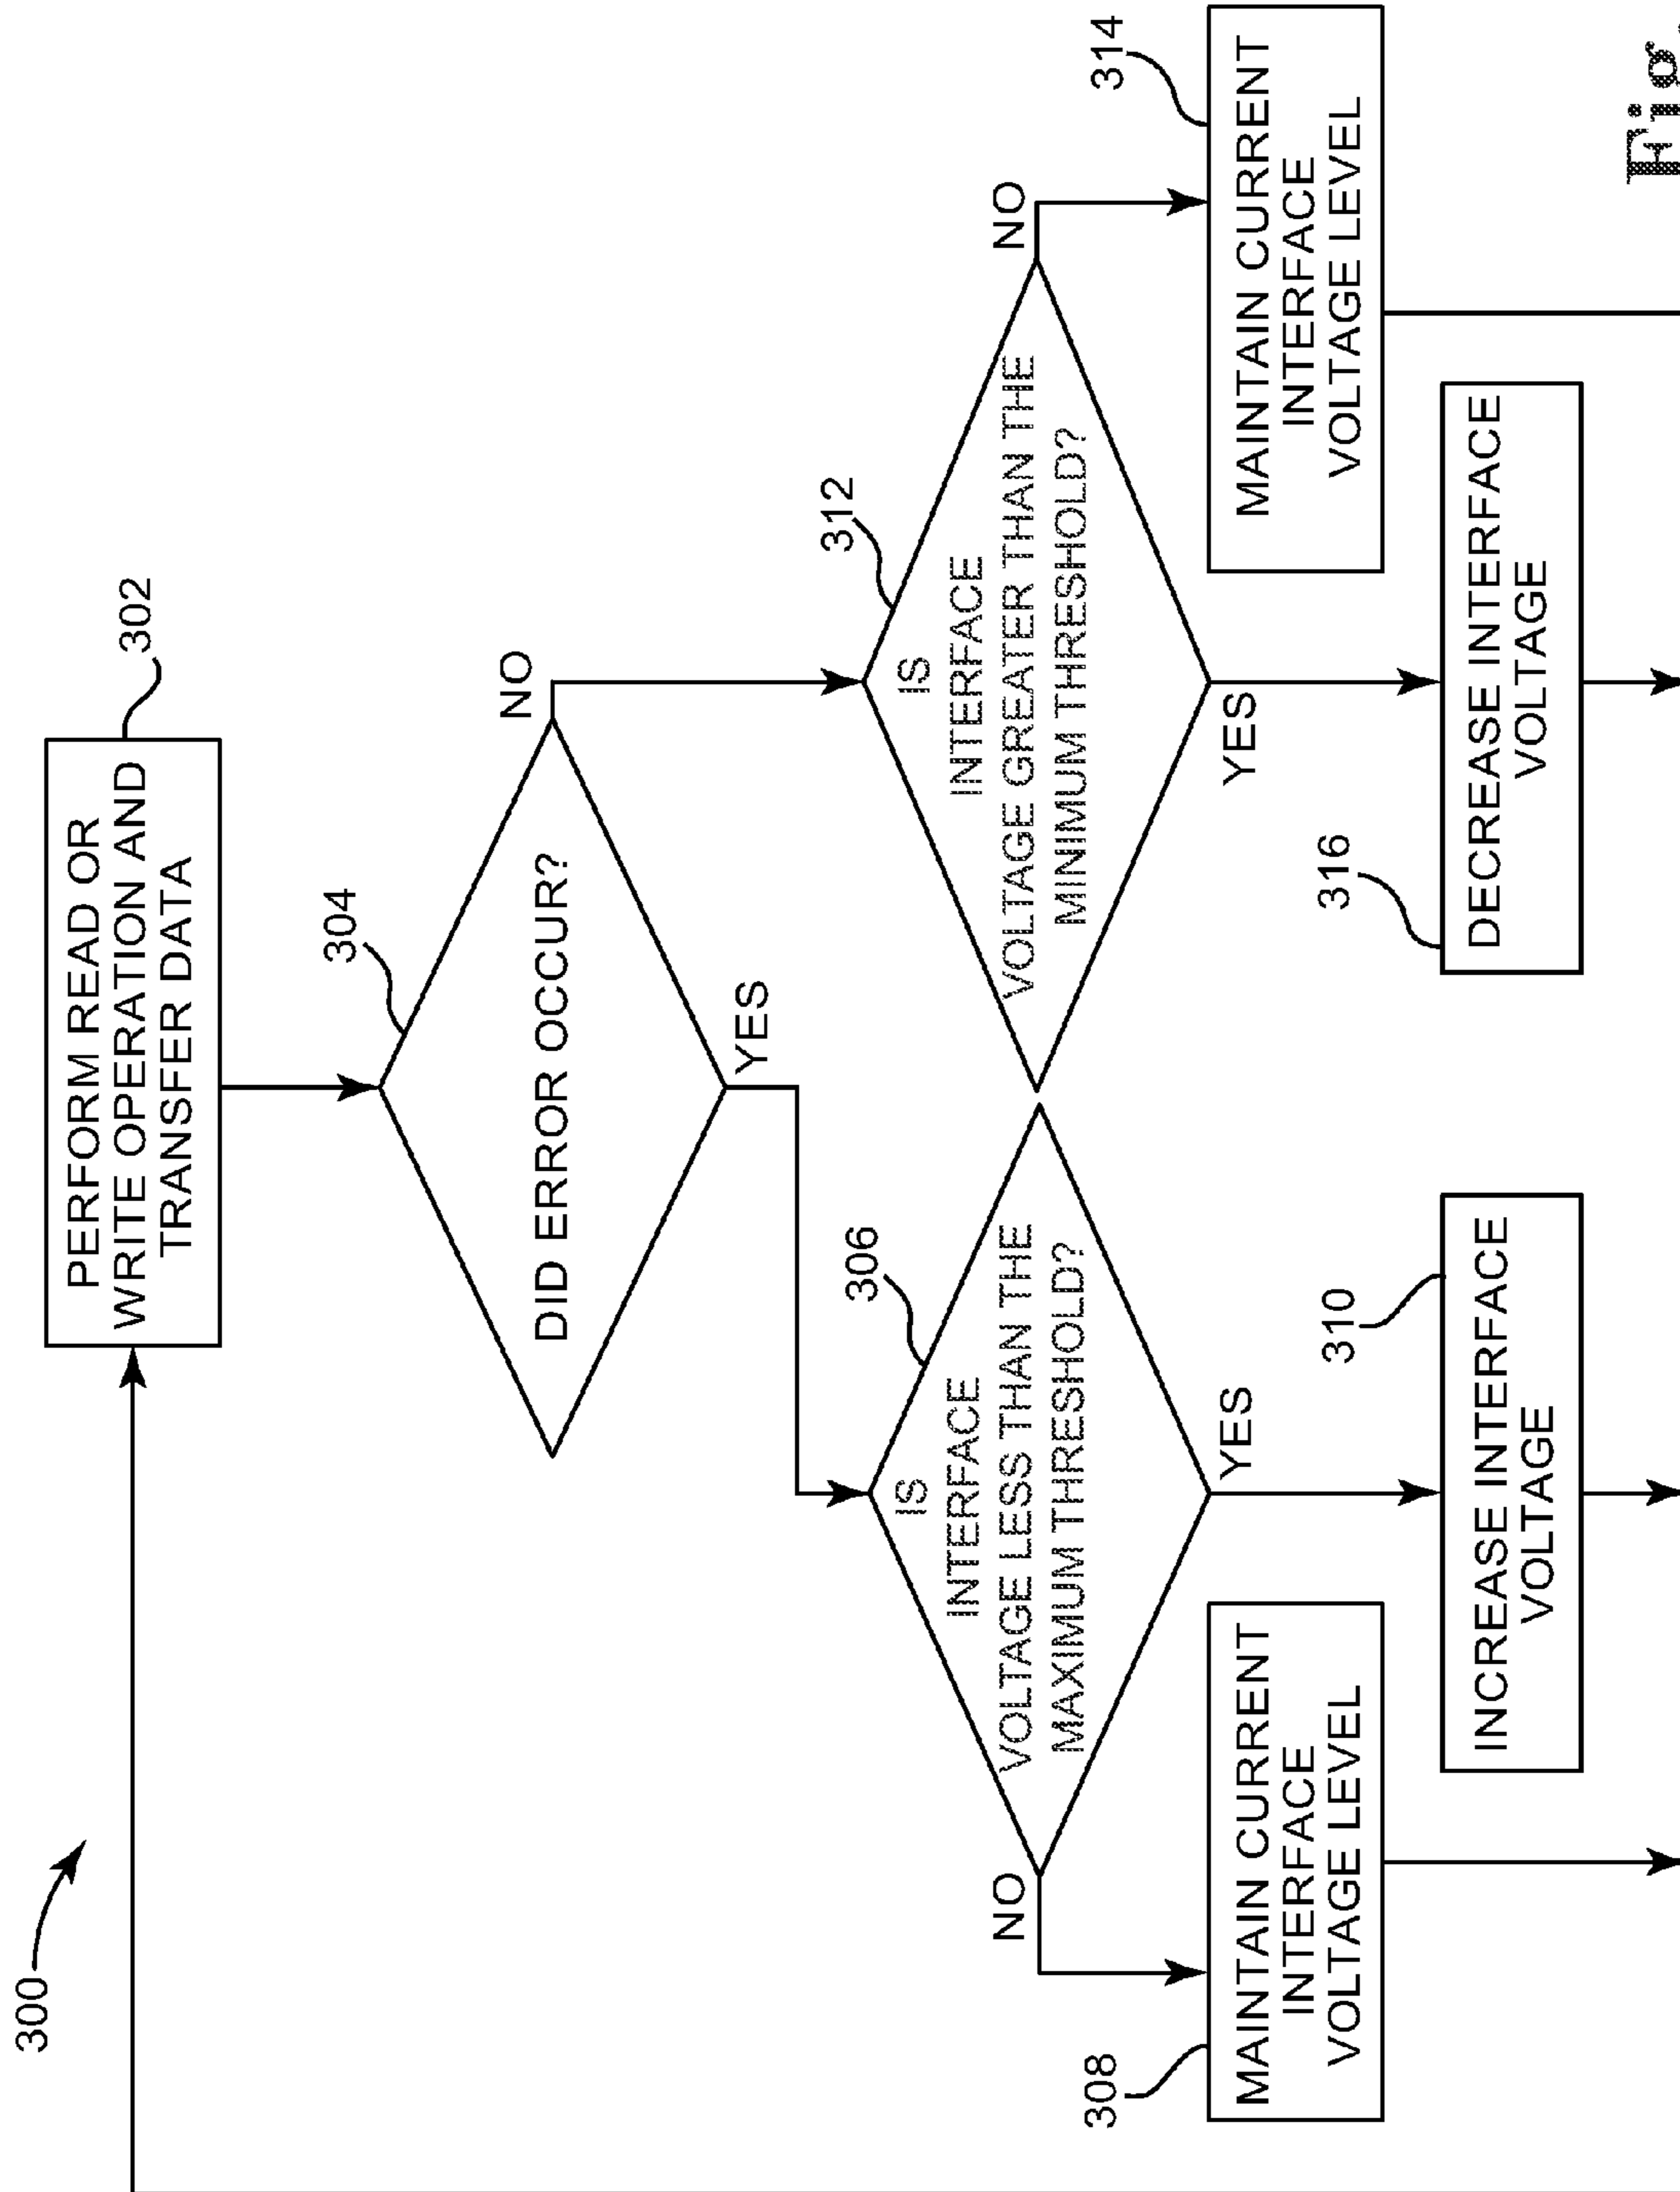 300
PERFORM READ OR
WRITE OPERATION AND
TRANSFER DATA
302
304
DID ERROR OCCUR?
NO
YES
306
IS
INTERFACE
VOLTAGE LESS THAN THE
MAXIMUM THRESHOLD?
NO
YES
312
IS
INTERFACE
VOLTAGE GREATER THAN THE
MINIMUM THRESHOLD?
NO
YES
308
MAINTAIN CURRENT
INTERFACE
VOLTAGE LEVEL
310
INCREASE INTERFACE
VOLTAGE
316
DECREASE INTERFACE
VOLTAGE
314
MAINTAIN CURRENT
INTERFACE
VOLTAGE LEVEL
Fig.